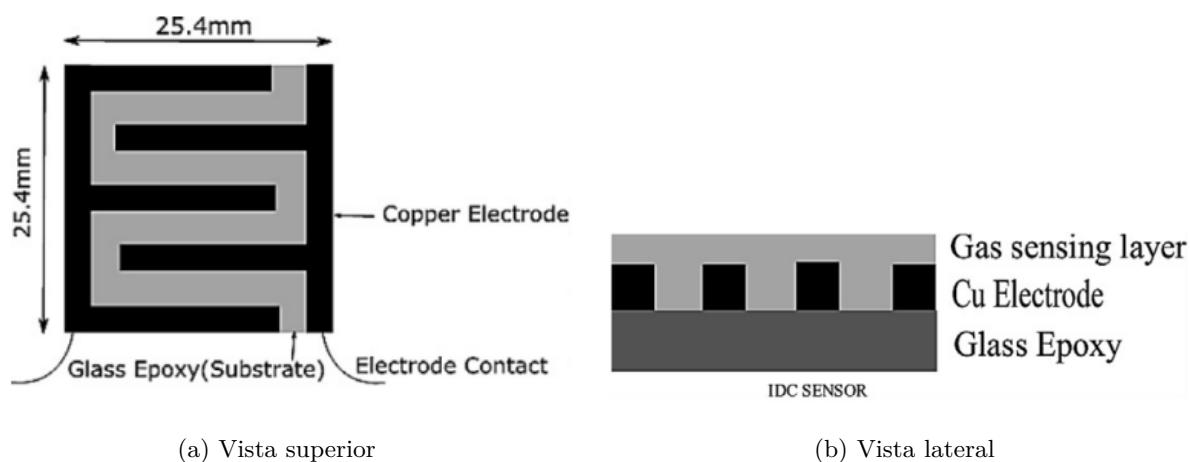 25.4mm
25.4mm
Copper Electrode
Glass Epoxy(Substrate)
Electrode Contact
Gas sensing layer
Cu Electrode
Glass Epoxy
IDC SENSOR
(a) Vista superior
(b) Vista lateral